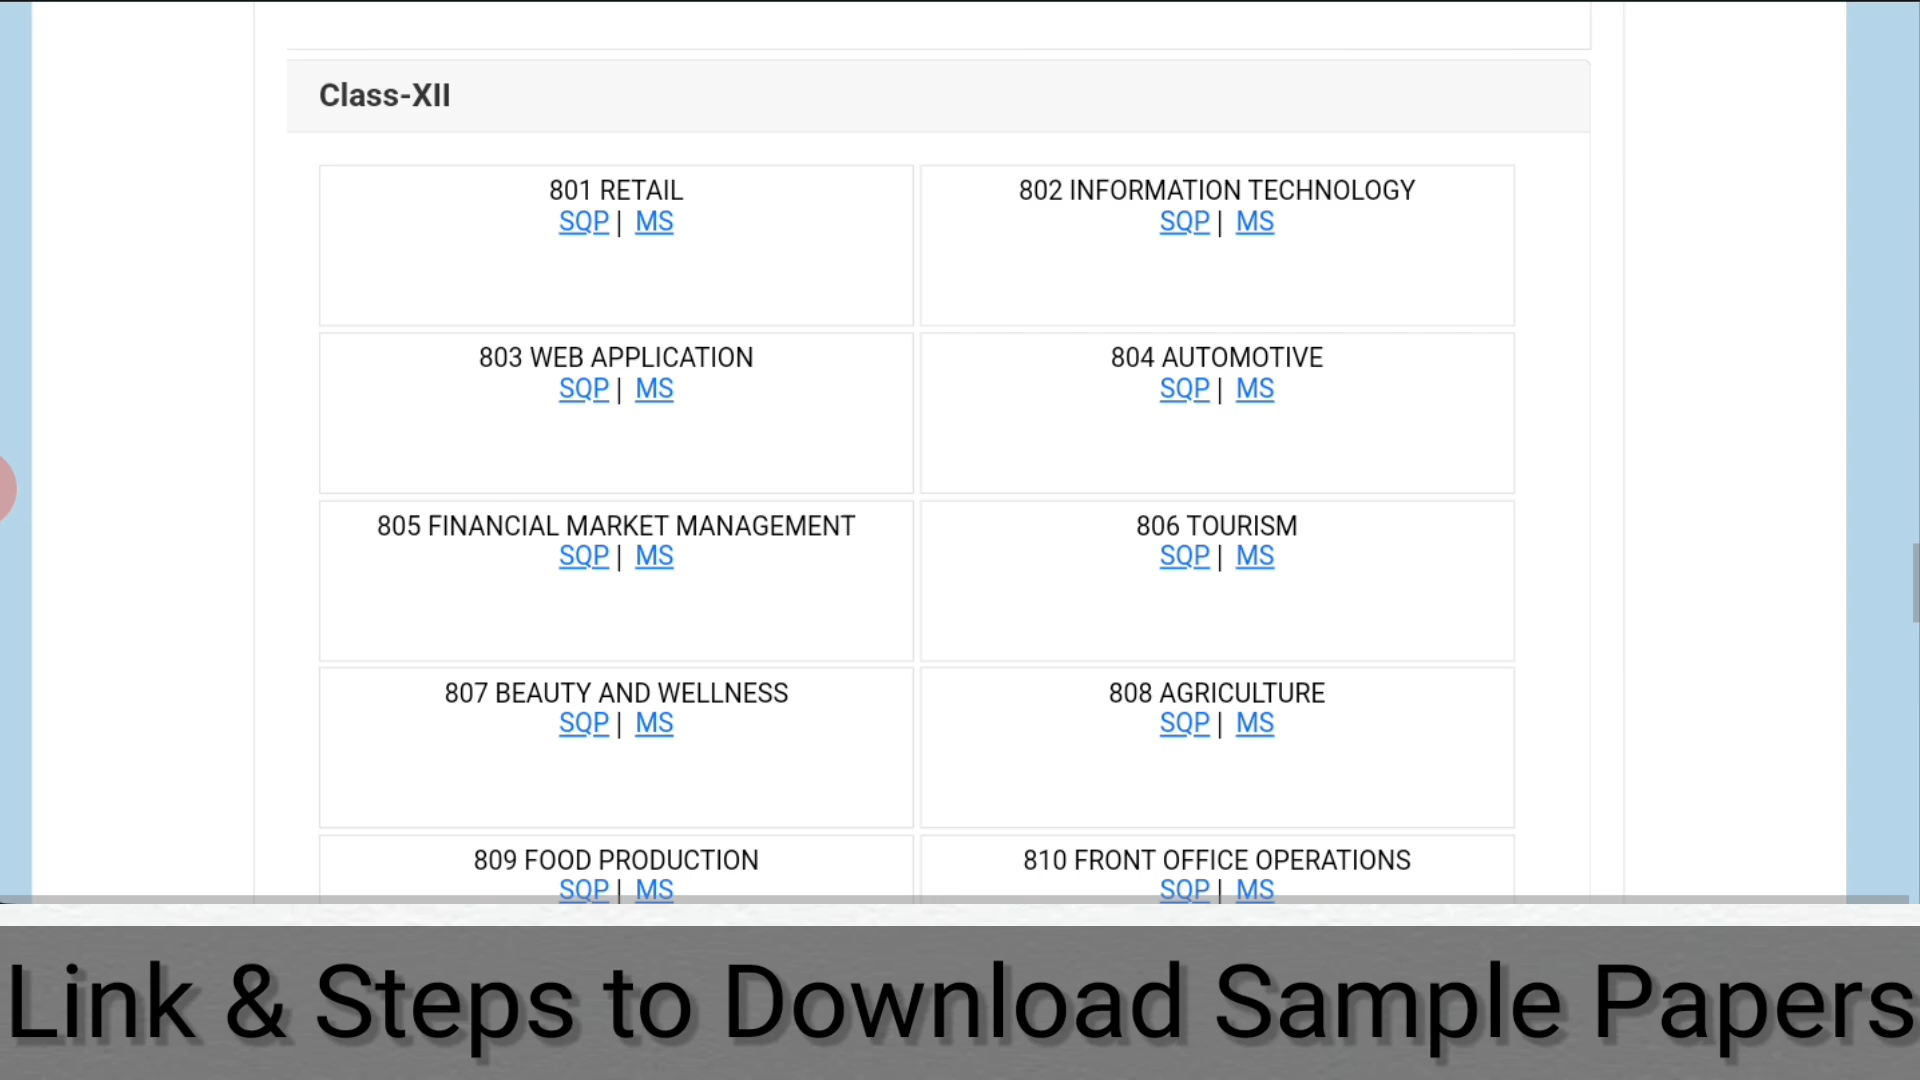 Class-XII
801 RETAIL
SQP | MS
802 INFORMATION TECHNOLOGY
SQP | MS
803 WEB APPLICATION
SQP | MS
804 AUTOMOTIVE
SQP | MS
805 FINANCIAL MARKET MANAGEMENT
SQP | MS
806 TOURISM
SQP | MS
807 BEAUTY AND WELLNESS
SQP | MS
808 AGRICULTURE
SQP | MS
809 FOOD PRODUCTION
SQP | MS
810 FRONT OFFICE OPERATIONS
SQP | MS
Link & Steps to Download Sample Papers